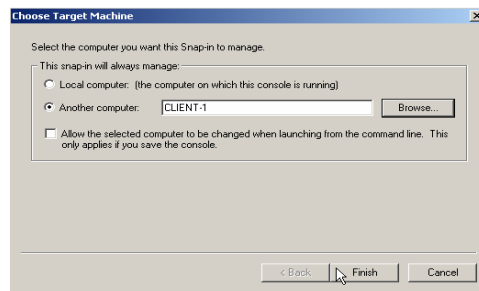 Choose Target Machine
Select the computer you want this Snap-in to manage.
This snap-in will always manage:
Local computer: (the computer on which this console is running)
Another computer:
CLIENT-1
Browse...
Allow the selected computer to be changed when launching from the command line. This
only applies if you save the console.
< Back
Finish
Cancel